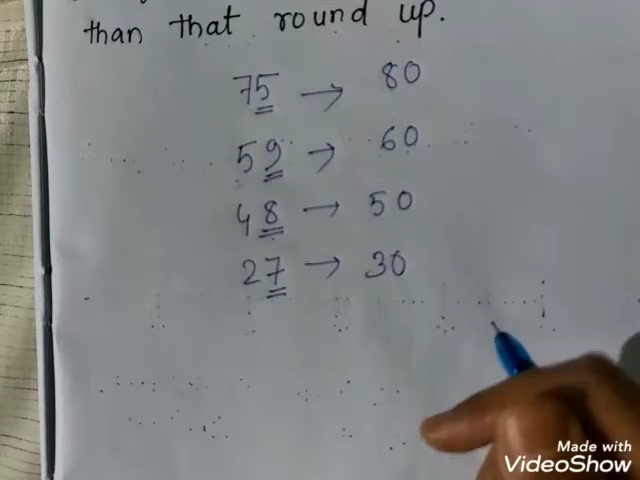 than that round up.
75 → 80
59 → 60
48 → 50
27 → 30
Made with
VideoShow